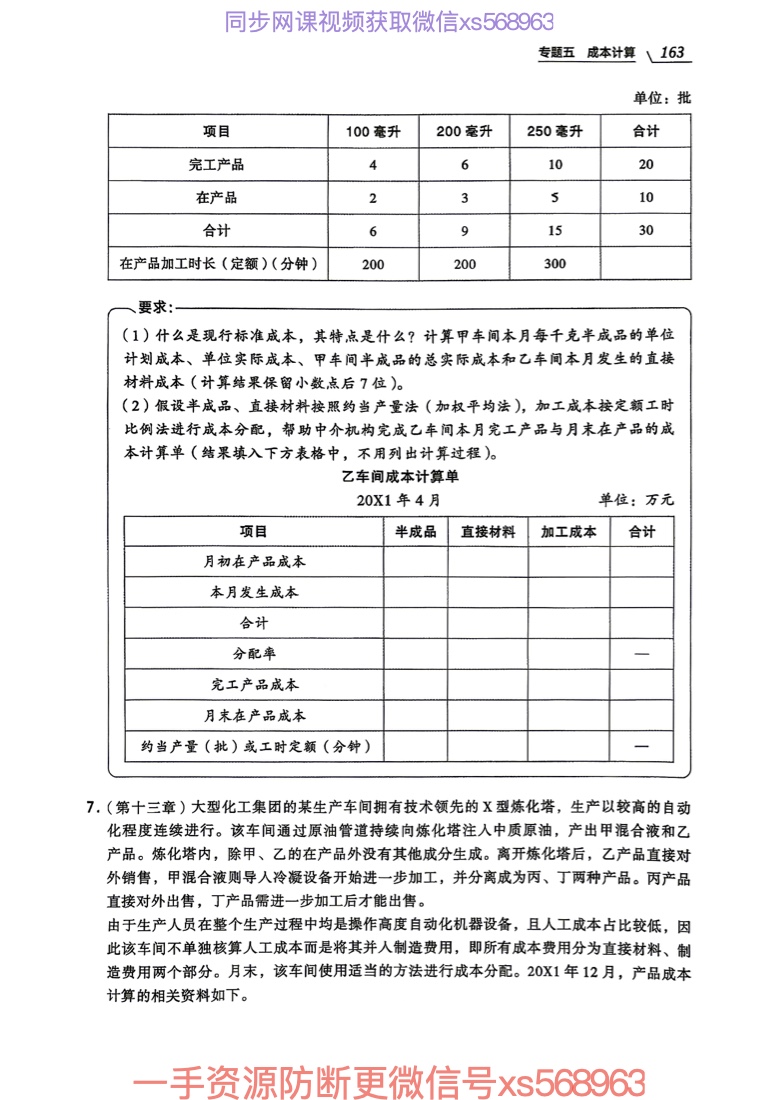 同步网课视频获取微信xs568963
专题五 成本计算 163
单位：批
项目 100 毫升 200 毫升 250 毫升 合计
完工产品 4 6 10 20
在产品 2 3 5 10
合计 6 9 15 30
在产品加工时长（定额）（分钟） 200 200 300
要求：
（1）什么是现行标准成本，其特点是什么？计算甲车间本月每千克半成品的单位
计划成本、单位实际成本、甲车间半成品的总实际成本和乙车间本月发生的直接
材料成本（计算结果保留小数点后 7 位）。
（2）假设半成品、直接材料按照约当产量法（加权平均法），加工成本按定额工时
比例法进行成本分配，帮助中介机构完成乙车间本月完工产品与月末在产品的成
本计算单（结果填入下方表格中，不用列出计算过程）。
乙车间成本计算单
20X1 年 4 月 单位：万元
项目 半成品 直接材料 加工成本 合计
月初在产品成本
本月发生成本
合计
分配率 —
完工产品成本
月末在产品成本
约当产量（批）或工时定额（分钟） —
7.（第十三章）大型化工集团的某生产车间拥有技术领先的 X 型炼化塔，生产以较高的自动
化程度连续进行。该车间通过原油管道持续向炼化塔注入中质原油，产出甲混合液和乙
产品。炼化塔内，除甲、乙的在产品外没有其他成分生成。离开炼化塔后，乙产品直接对
外销售，甲混合液则导入冷凝设备开始进一步加工，并分离成为丙、丁两种产品。丙产品
直接对外出售，丁产品需进一步加工后才能出售。
由于生产人员在整个生产过程中均是操作高度自动化机器设备，且人工成本占比较低，因
此该车间不单独核算人工成本而是将其并入制造费用，即所有成本费用分为直接材料、制
造费用两个部分。月末，该车间使用适当的方法进行成本分配。20X1 年 12 月，产品成本
计算的相关资料如下。
一手资源防断更微信号xs568963